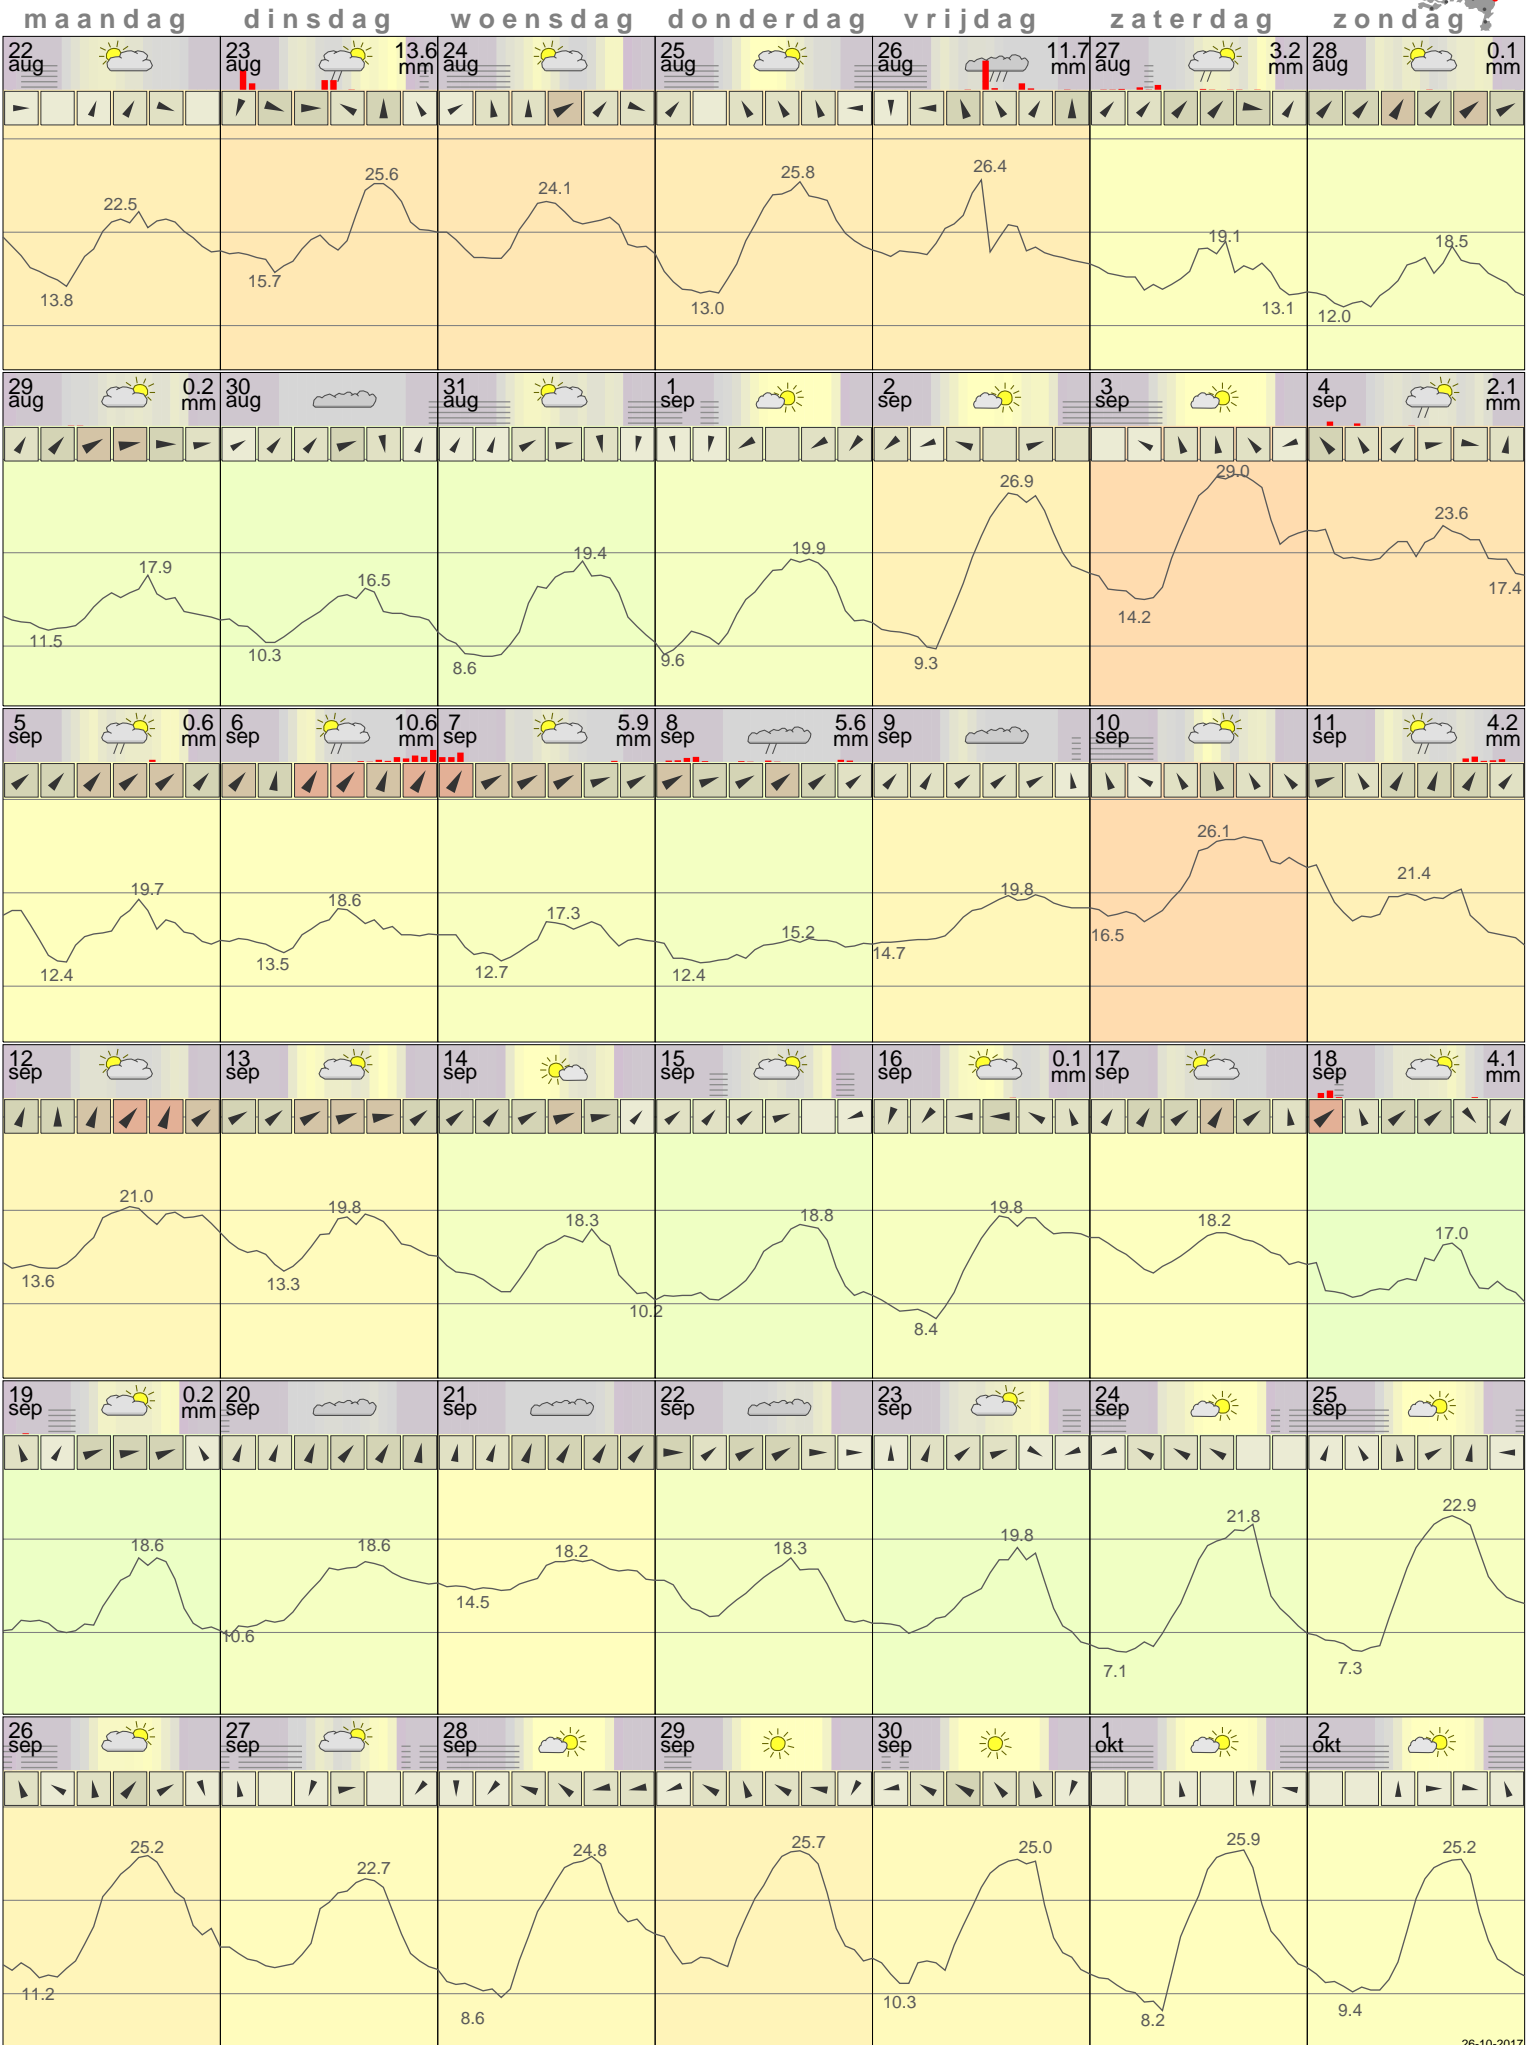 maandag dinsdag woensdag donderdag vrijdag zaterdag zondag
22 aug 23 aug 13.6 mm 24 aug 25 aug 26 aug 11.7 mm 27 aug 3.2 mm 28 aug 0.1 mm
22.5 25.6 24.1 25.8 26.4 19.1 18.5
13.8 15.7 13.0 13.1 12.0
29 aug 0.2 mm 30 aug 31 aug 1 sep 2 sep 3 sep 4 sep 2.1 mm
17.9 16.5 19.4 19.9 26.9 29.0 23.6
11.5 10.3 8.6 9.6 9.3 14.2 17.4
5 sep 0.6 mm 6 sep 10.6 mm 7 sep 5.9 mm 8 sep 5.6 mm 9 sep 10 sep 11 sep 4.2 mm
19.7 18.6 17.3 15.2 19.8 26.1 21.4
12.4 13.5 12.7 12.4 14.7 16.5
12 sep 13 sep 14 sep 15 sep 16 sep 0.1 mm 17 sep 18 sep 4.1 mm
21.0 19.8 18.3 18.8 19.8 18.2 17.0
13.6 13.3 10.2 8.4
19 sep 0.2 mm 20 sep 21 sep 22 sep 23 sep 24 sep 25 sep
18.6 18.6 18.2 18.3 19.8 21.8 22.9
10.6 14.5 7.1 7.3
26 sep 27 sep 28 sep 29 sep 30 sep 1 okt 2 okt
25.2 22.7 24.8 25.7 25.0 25.9 25.2
11.2 8.6 10.3 8.2 9.4
26-10-2017